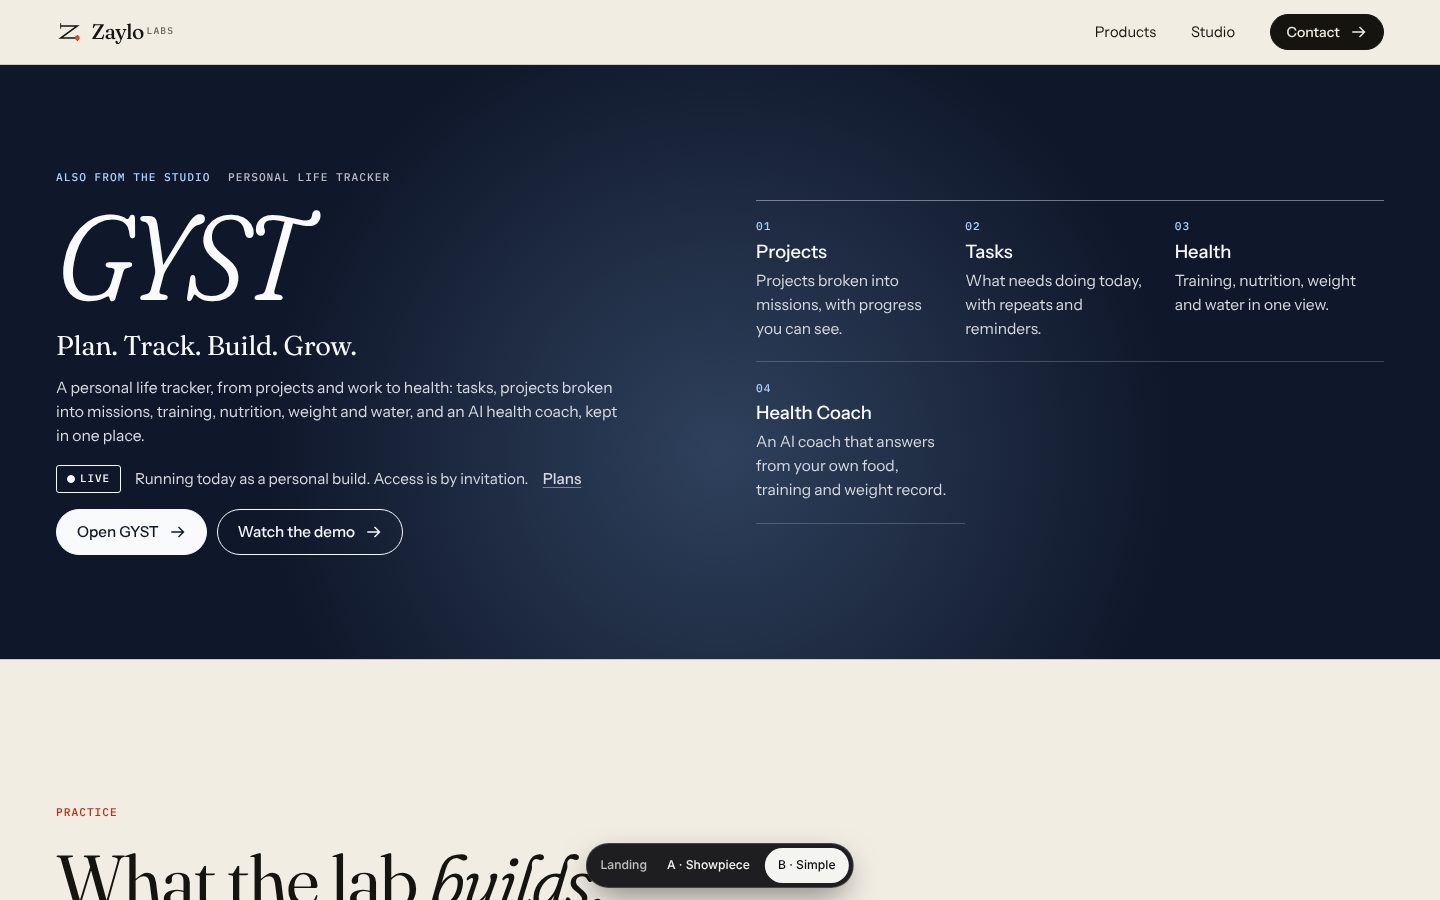 Zaylo LABS
Products
Studio
Contact →
ALSO FROM THE STUDIO PERSONAL LIFE TRACKER
GYST
Plan. Track. Build. Grow.
A personal life tracker, from projects and work to health: tasks, projects broken
into missions, training, nutrition, weight and water, and an AI health coach, kept
in one place.
LIVE Running today as a personal build. Access is by invitation. Plans
Open GYST →
Watch the demo →
01
Projects
Projects broken into
missions, with progress
you can see.
02
Tasks
What needs doing today,
with repeats and
reminders.
03
Health
Training, nutrition, weight
and water in one view.
04
Health Coach
An AI coach that answers
from your own food,
training and weight record.
PRACTICE
What the lab builds.
Landing
A · Showpiece
B · Simple